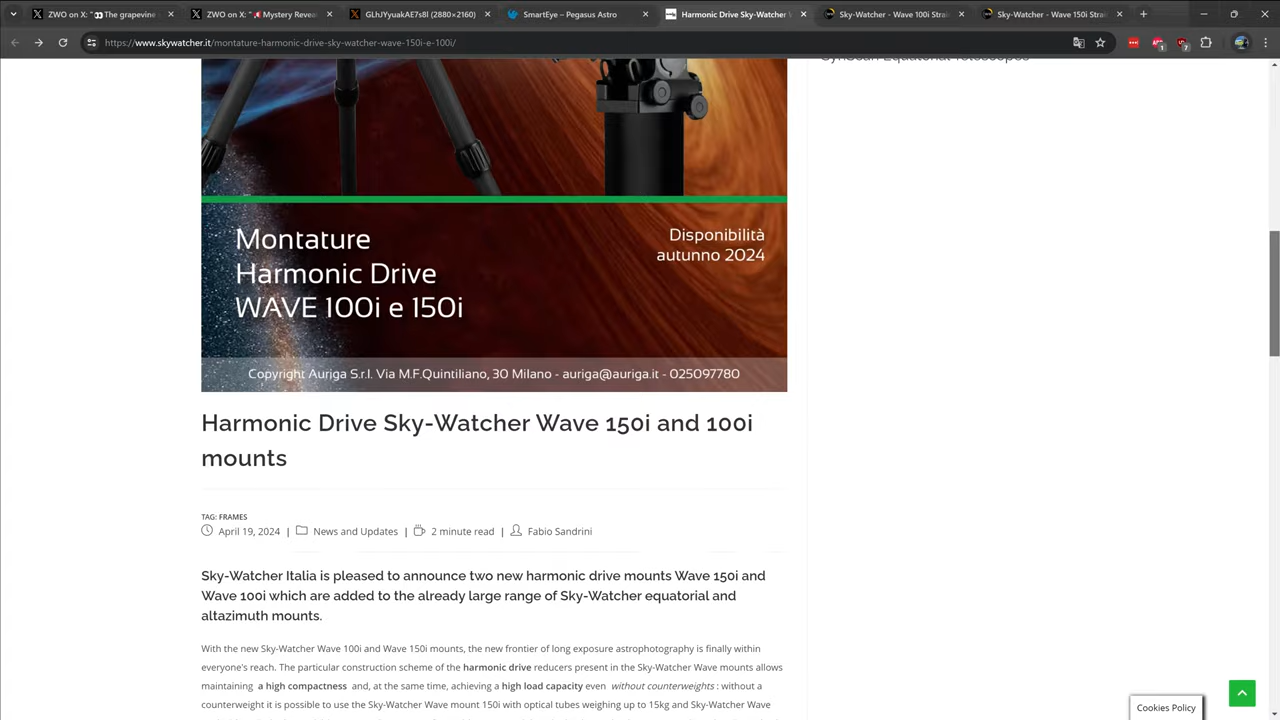 ZWO on X: "👀The grapevine
ZWO on X: "📢Mystery Reveal
GLhJYyuakAE7s8I (2880×2160)
SmartEye – Pegasus Astro
Harmonic Drive Sky-Watcher W
Sky-Watcher - Wave 100i Strai
Sky-Watcher - Wave 150i Strai
https://www.skywatcher.it/montature-harmonic-drive-sky-watcher-wave-150i-e-100i/
SynScan Equatorial Telescopes
Montature
Harmonic Drive
WAVE 100i e 150i
Disponibilità
autunno 2024
Copyright Auriga S.r.l. Via M.F.Quintiliano, 30 Milano - auriga@auriga.it - 025097780
Harmonic Drive Sky-Watcher Wave 150i and 100i
mounts
TAG: FRAMES
April 19, 2024 | News and Updates | 2 minute read | Fabio Sandrini
Sky-Watcher Italia is pleased to announce two new harmonic drive mounts Wave 150i and
Wave 100i which are added to the already large range of Sky-Watcher equatorial and
altazimuth mounts.
With the new Sky-Watcher Wave 100i and Wave 150i mounts, the new frontier of long exposure astrophotography is finally within
everyone's reach. The particular construction scheme of the harmonic drive reducers present in the Sky-Watcher Wave mounts allows
maintaining a high compactness and, at the same time, achieving a high load capacity even without counterweights : without a
counterweight it is possible to use the Sky-Watcher Wave mount 150i with optical tubes weighing up to 15kg and Sky-Watcher Wave
Cookies Policy